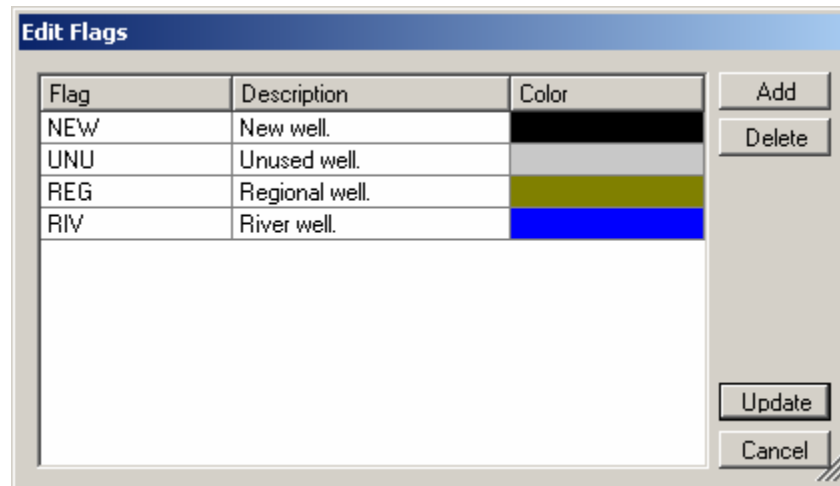 Edit Flags
Flag Description Color Add
NEW New well.
UNU Unused well. Delete
REG Regional well.
RIV River well.
Update
Cancel